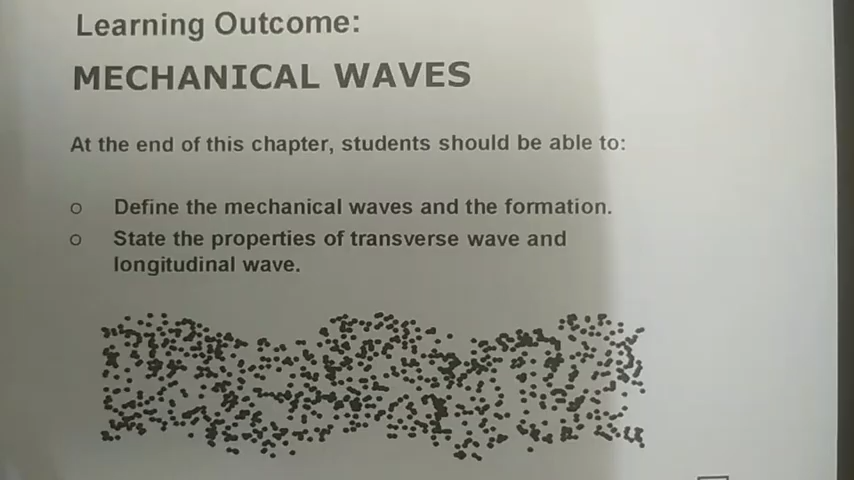 Learning Outcome:
MECHANICAL WAVES
At the end of this chapter, students should be able to:
o Define the mechanical waves and the formation.
o State the properties of transverse wave and
longitudinal wave.